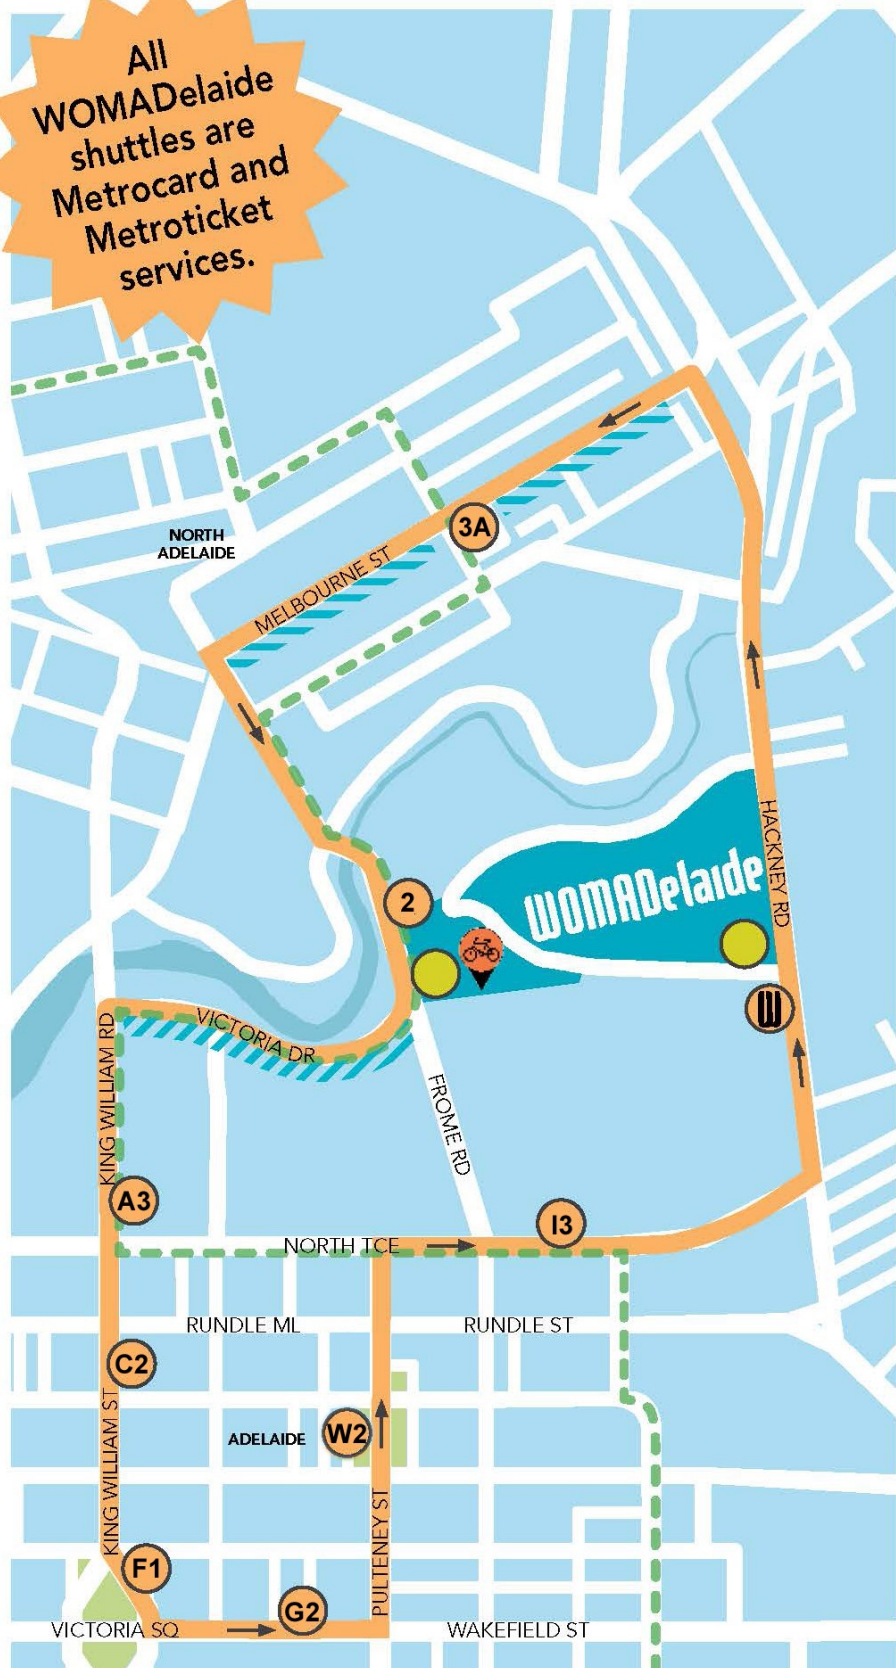 All
WOMADelaide
shuttles are
Metrocard and
Metroticket
services.
NORTH
ADELAIDE
3A
MELBOURNE ST
HACKNEY RD
WOMADelaide
2
VICTORIA DR
KING WILLIAM RD
FROME RD
A3
I3
NORTH TCE
RUNDLE ML
RUNDLE ST
C2
KING WILLIAM ST
ADELAIDE
W2
PULTENEY ST
F1
G2
VICTORIA SQ
WAKEFIELD ST